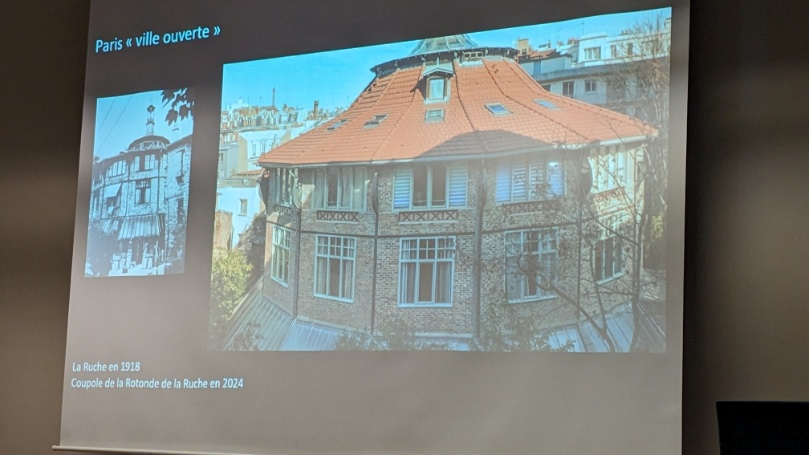 Paris « ville ouverte »
La Ruche en 1918
Coupole de la Rotonde de la Ruche en 2024